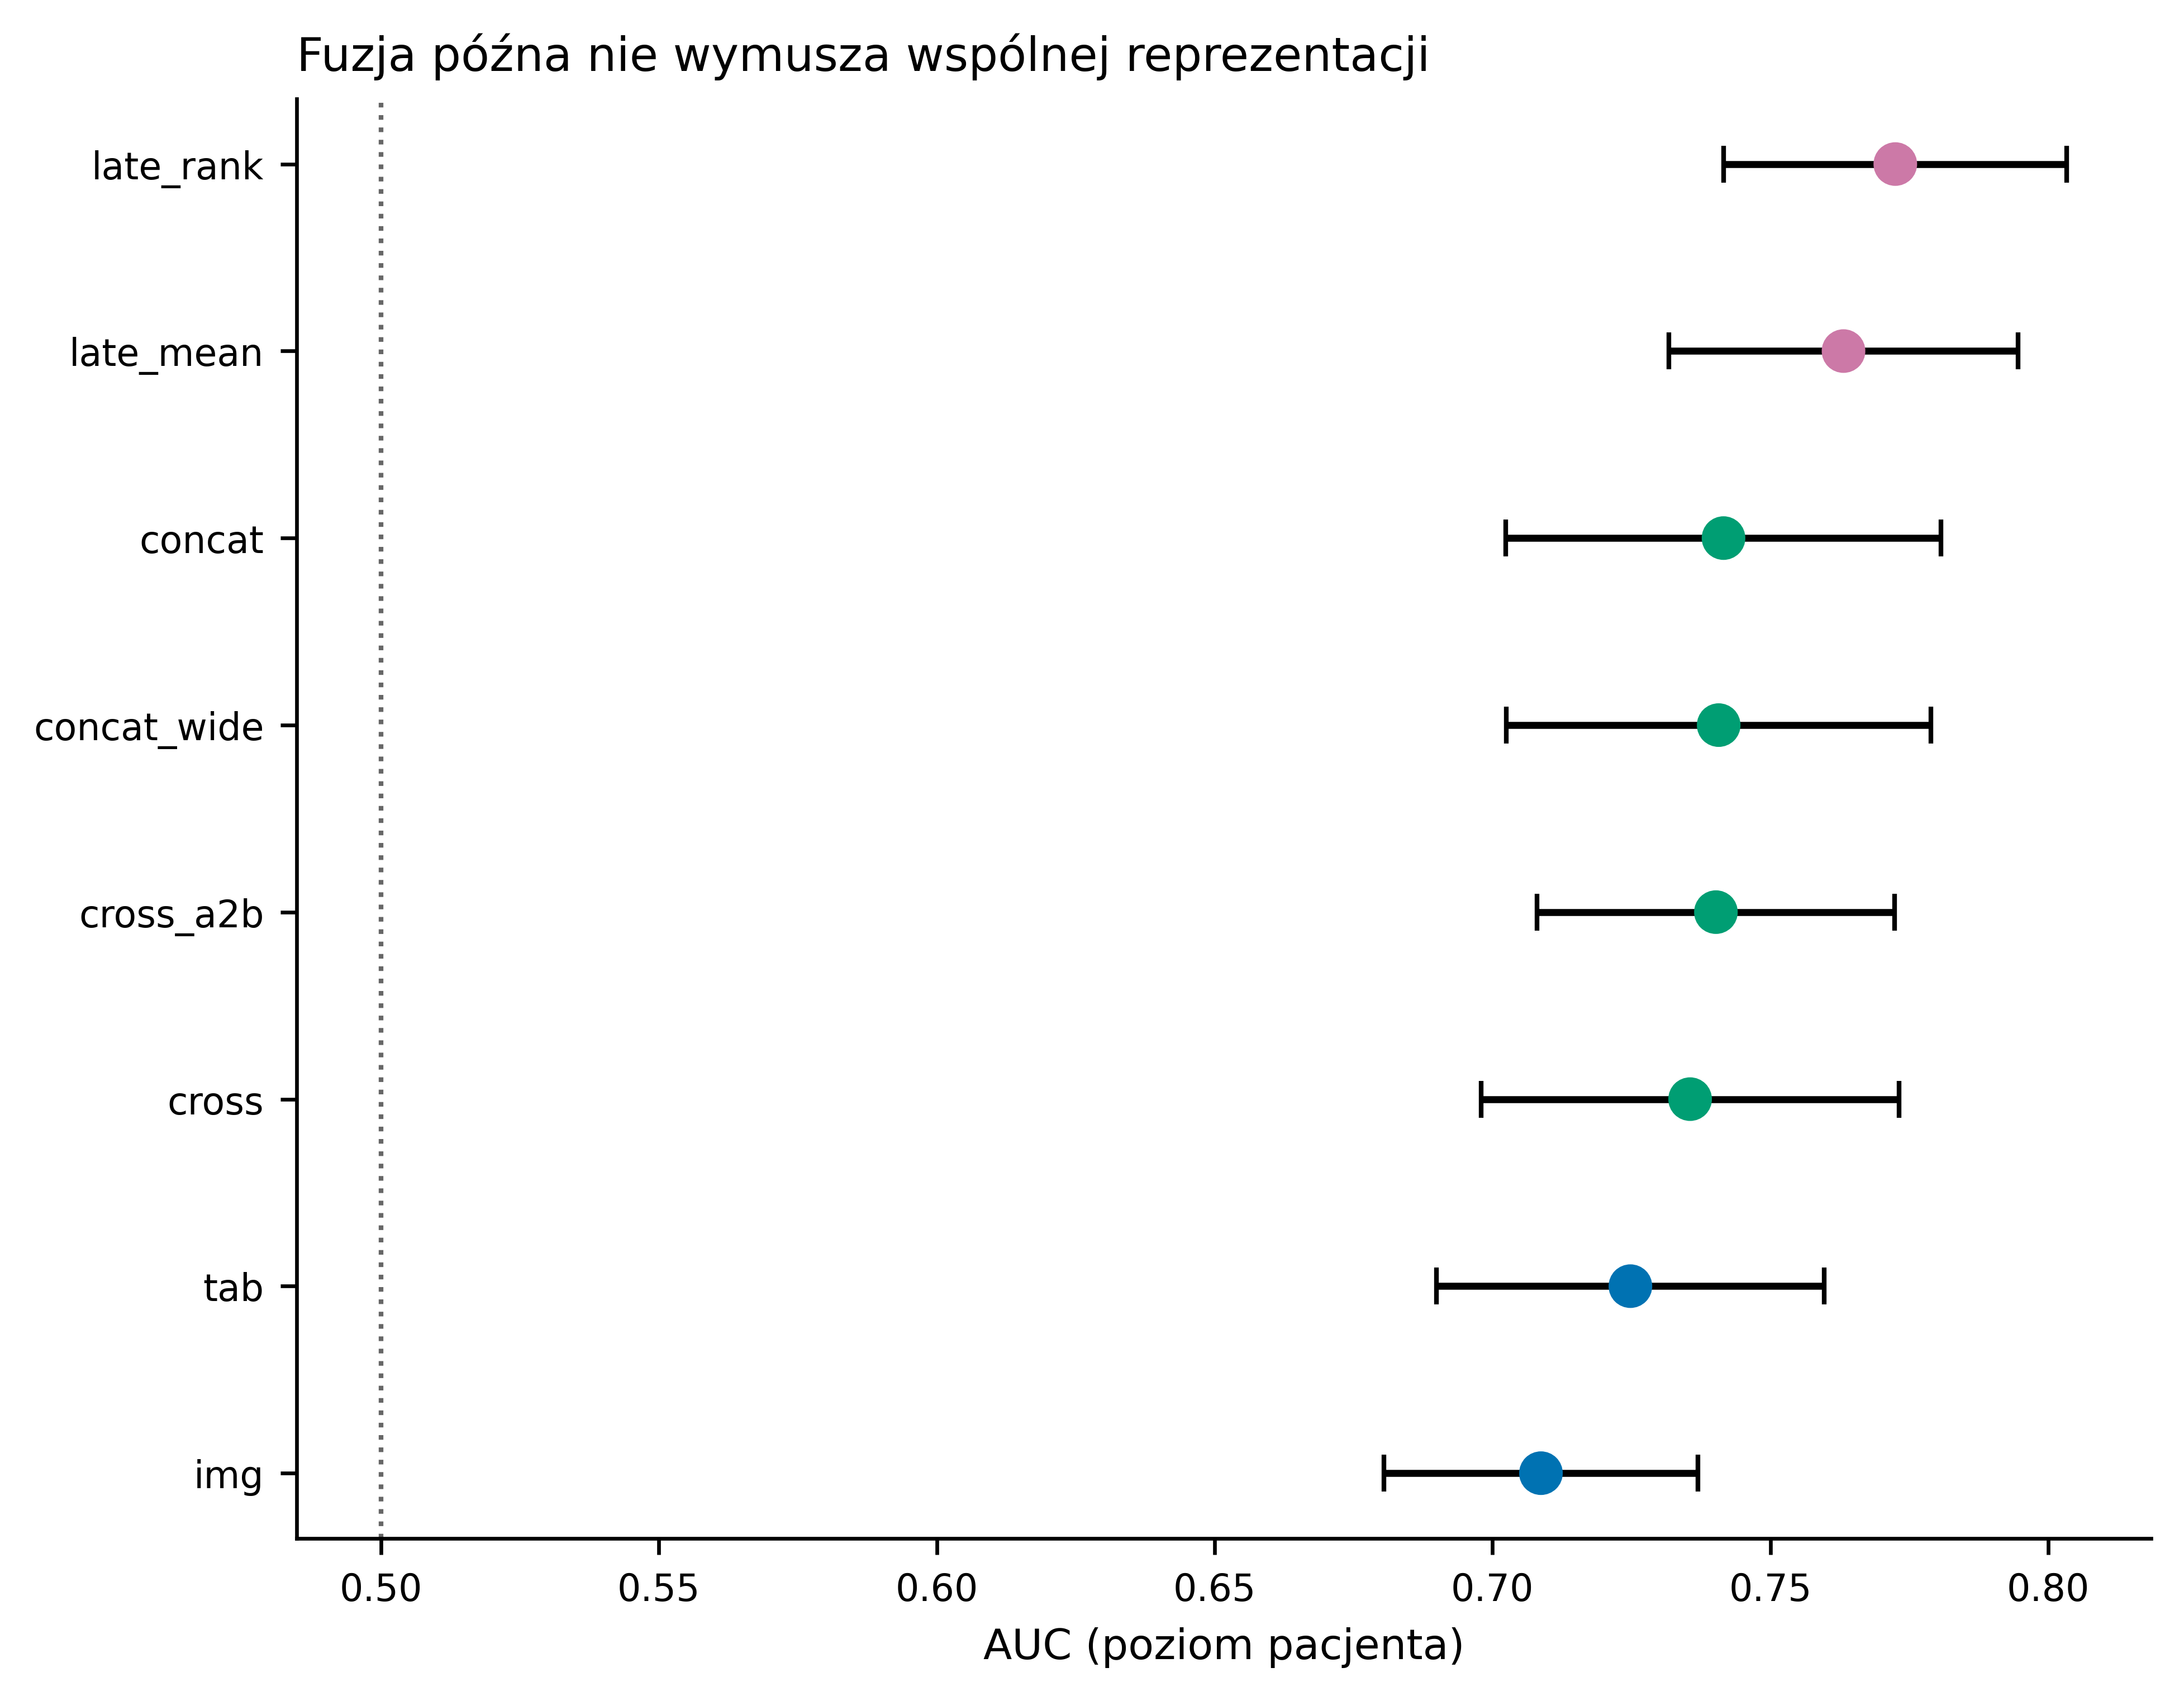 Fuzja późna nie wymusza wspólnej reprezentacji
late_rank
late_mean
concat
concat_wide
cross_a2b
cross
tab
img
0.50 0.55 0.60 0.65 0.70 0.75 0.80
AUC (poziom pacjenta)